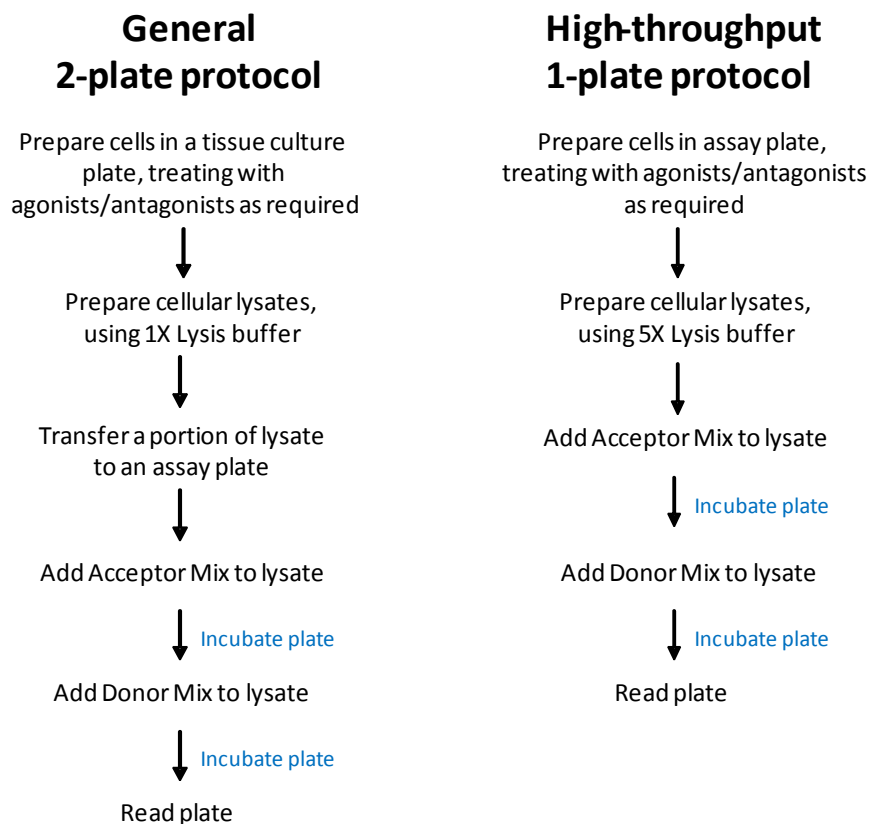 General
2-plate protocol
Prepare cells in a tissue culture
plate, treating with
agonists/antagonists as required
Prepare cellular lysates,
using 1X Lysis buffer
Transfer a portion of lysate
to an assay plate
Add Acceptor Mix to lysate
Incubate plate
Add Donor Mix to lysate
Incubate plate
Read plate
High-throughput
1-plate protocol
Prepare cells in assay plate,
treating with agonists/antagonists
as required
Prepare cellular lysates,
using 5X Lysis buffer
Add Acceptor Mix to lysate
Incubate plate
Add Donor Mix to lysate
Incubate plate
Read plate